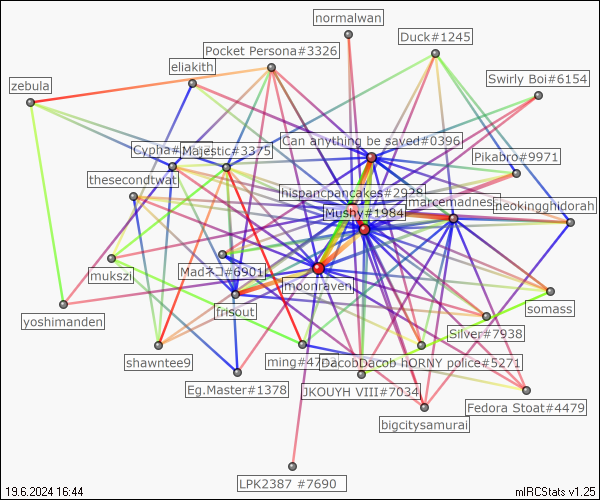 normalwan
Duck#1245
Pocket Persona#3326
eliakith
Swirly Boi#6154
zebula
Can anything be saved#0396
Cypha#
Majestic#3375
Pikabro#9971
thesecondtwat
hispancpancakes#2928
marcemadness
neokingghidorah
Mushy#1984
mukszi
Madネコ#6901
moonraven
somass
frisout
yoshimanden
Silver#7938
shawntee9
ming#47
DacobDacob hORNY police#5271
Eg.Master#1378
JKOUYH VIII#7034
Fedora Stoat#4479
bigcitysamurai
LPK2387 #7690
19.6.2024 16:44
mIRCStats v1.25